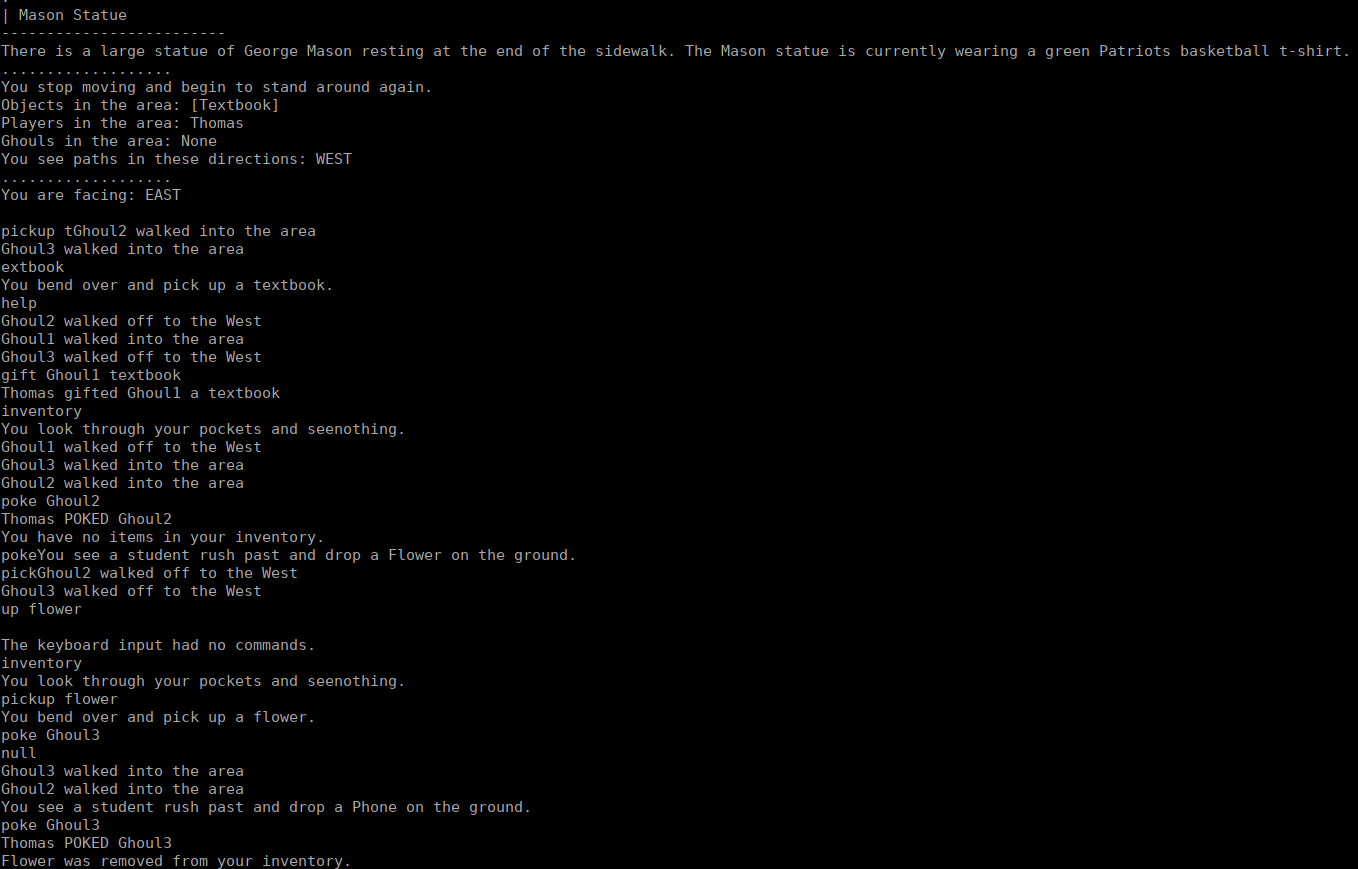 | Mason Statue
-------------------------
There is a large statue of George Mason resting at the end of the sidewalk. The Mason statue is currently wearing a green Patriots basketball t-shirt.
...................
You stop moving and begin to stand around again.
Objects in the area: [Textbook]
Players in the area: Thomas
Ghouls in the area: None
You see paths in these directions: WEST
...................
You are facing: EAST

pickup tGhoul2 walked into the area
Ghoul3 walked into the area
extbook
You bend over and pick up a textbook.
help
Ghoul2 walked off to the West
Ghoul1 walked into the area
Ghoul3 walked off to the West
gift Ghoul1 textbook
Thomas gifted Ghoul1 a textbook
inventory
You look through your pockets and seenothing.
Ghoul1 walked off to the West
Ghoul3 walked into the area
Ghoul2 walked into the area
poke Ghoul2
Thomas POKED Ghoul2
You have no items in your inventory.
pokeYou see a student rush past and drop a Flower on the ground.
pickGhoul2 walked off to the West
Ghoul3 walked off to the West
up flower

The keyboard input had no commands.
inventory
You look through your pockets and seenothing.
pickup flower
You bend over and pick up a flower.
poke Ghoul3
null
Ghoul3 walked into the area
Ghoul2 walked into the area
You see a student rush past and drop a Phone on the ground.
poke Ghoul3
Thomas POKED Ghoul3
Flower was removed from your inventory.